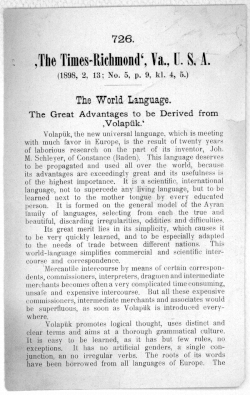 726.
‚The Times-Richmond‘, Va., U. S. A.
(1898, 2, 13; No. 5, p. 9, kl. 4, 5.)
The World Language.
The Great Advantages to be Derived from
‚Volapük.‘
Volapük, the new universal language, which is meeting
with much favor in Europe, is the result of twenty years
of laborious research on the part of its inventor, Joh.
M. Schleyer, of Constance (Baden). This language deserves
to be propagated and used all over the world, because
its advantages are exceedingly great and its usefulness is
of the highest importance. It is a scientific, international
language, not to supercede any living language, but to be
learned next to the mother tongue by every educated
person. It is formed on the general model of the Aryan
family of languages, selecting from each the true and
beautiful, discarding irregularities, oddities and difficulties.
Its great merit lies in its simplicity, which causes it
to be very quickly learned, and to be especially adapted
to the needs of trade between different nations. This
world-language simplifies commercial and scientific inter-
course and correspondence.
Mercantile intercourse by means of certain correspon-
dents, commissioners, interpreters, dragomen and intermediate
merchants becomes often a very complicated time consuming,
unsafe and expensive intercourse. But all these expensive
commissioners, intermediate merchants and associates would
be superfluous, as soon as Volapük is introduced every-
where.
Volapük promotes logical thought, uses distinct and
clear terms and aims at a thorough grammatical culture.
It is easy to be learned, as it has but few rules, no
exceptions. It has no artificial genders, a single con-
junction, an no irregular verbs. The roots of its words
have been borrowed from all languages of Europe. The